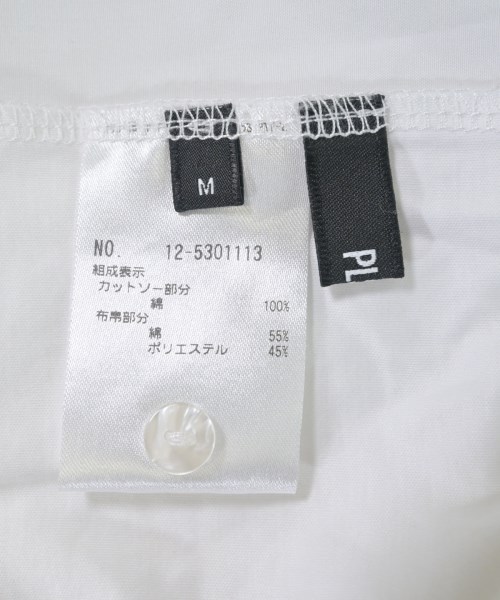 M
PL
NO. 12-5301113
組成表示
カットソー部分
綿 100%
布帛部分
綿 55%
ポリエステル 45%